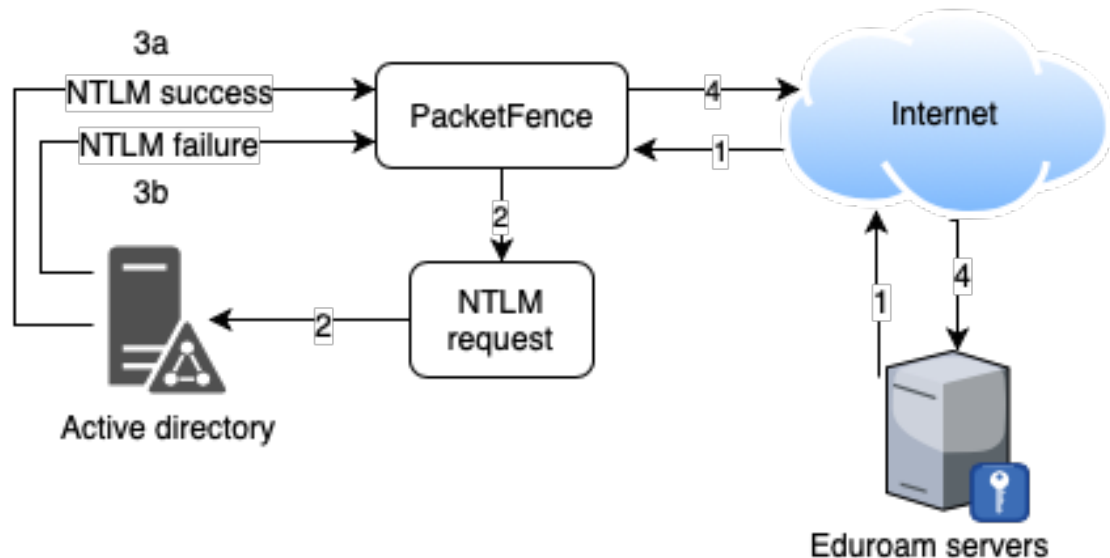 3a
NTLM success
NTLM failure
3b
PacketFence
4
1
Internet
2
NTLM
request
2
1
4
Active directory
Eduroam servers